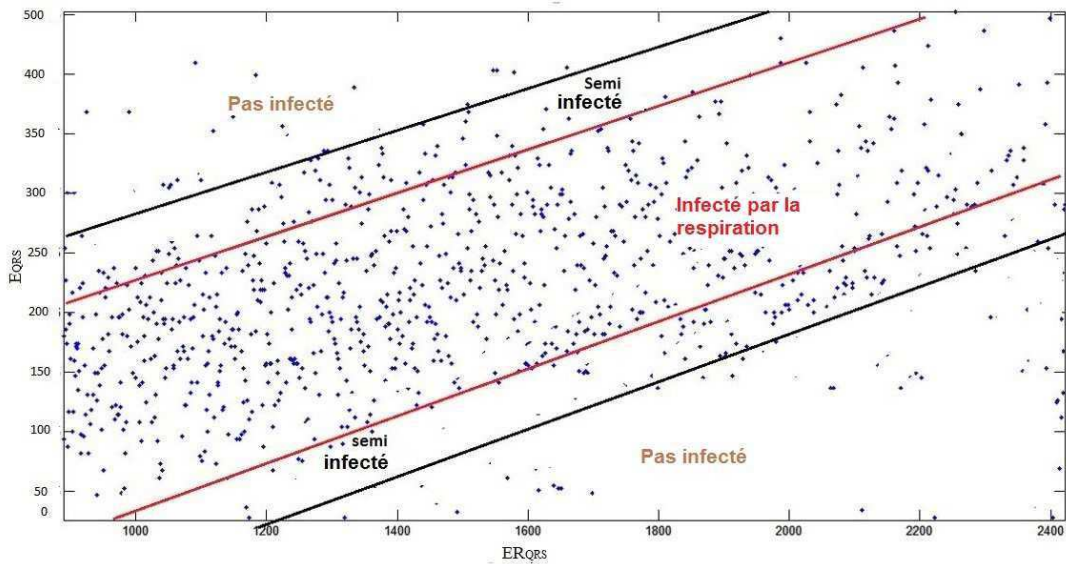 500
450
400
350
300
250
200
150
100
50
0
EQRS
1000
1200
1400
1600
1800
2000
2200
2400
ERQRS
Pas infecté
Semi
infecté
Infecté par la
respiration
semi
infecté
Pas infecté